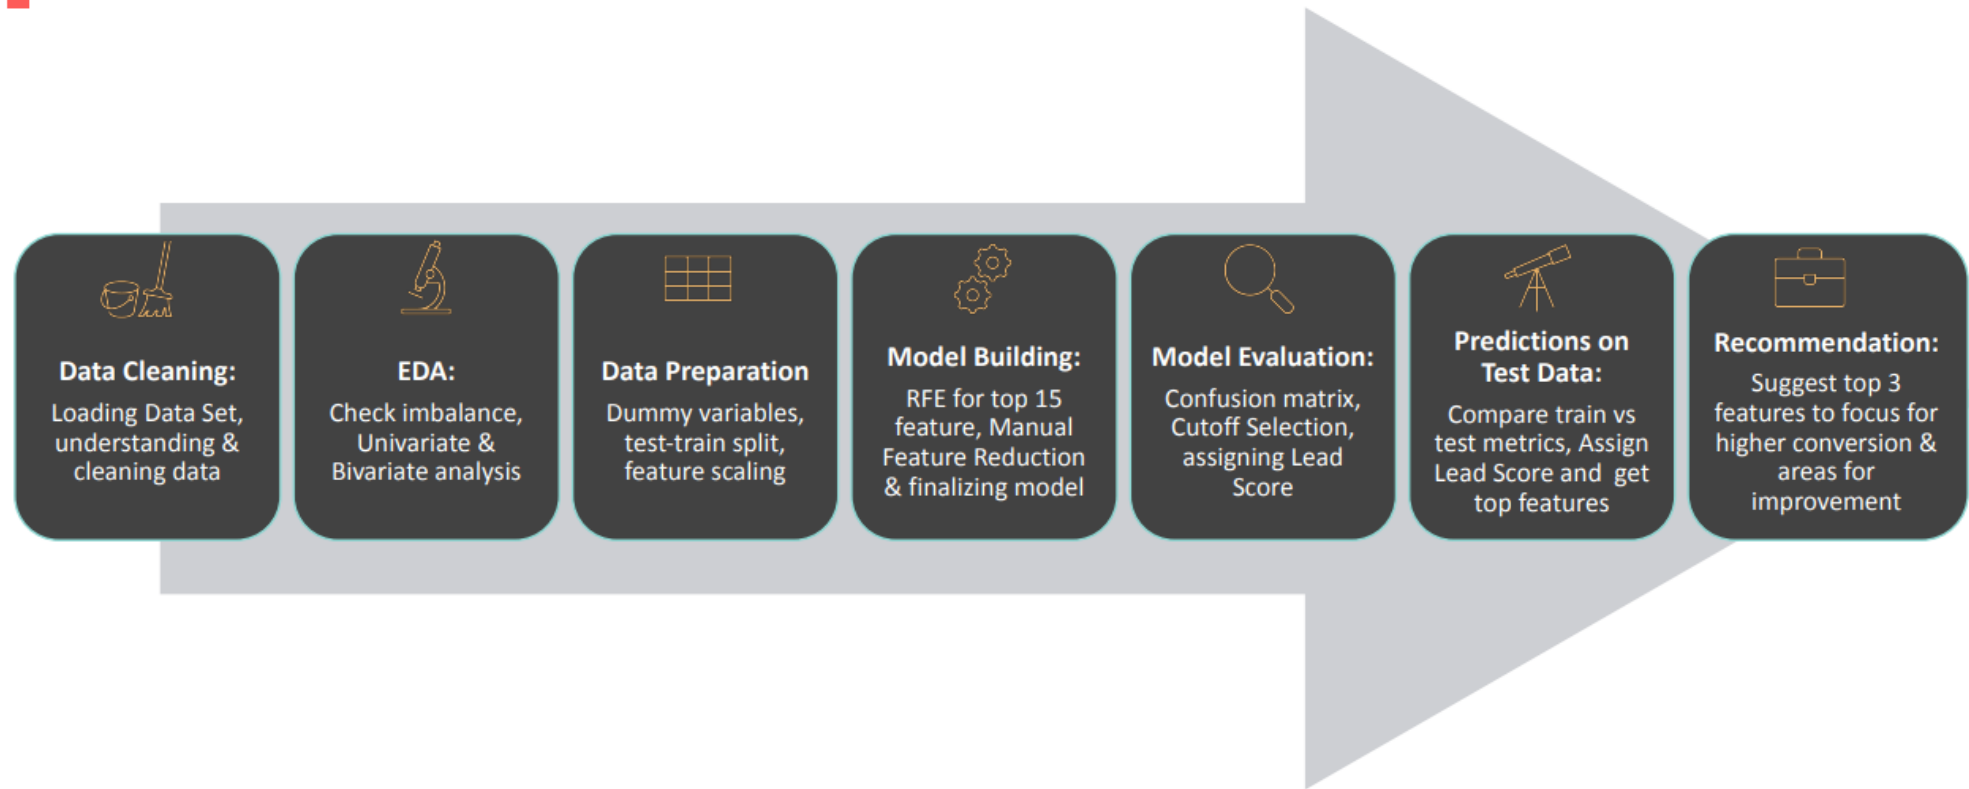 Data Cleaning:
Loading Data Set,
understanding &
cleaning data
EDA:
Check imbalance,
Univariate &
Bivariate analysis
Data Preparation
Dummy variables,
test-train split,
feature scaling
Model Building:
RFE for top 15
feature, Manual
Feature Reduction
& finalizing model
Model Evaluation:
Confusion matrix,
Cutoff Selection,
assigning Lead
Score
Predictions on
Test Data:
Compare train vs
test metrics, Assign
Lead Score and  get
top features
Recommendation:
Suggest top 3
features to focus for
higher conversion &
areas for
improvement